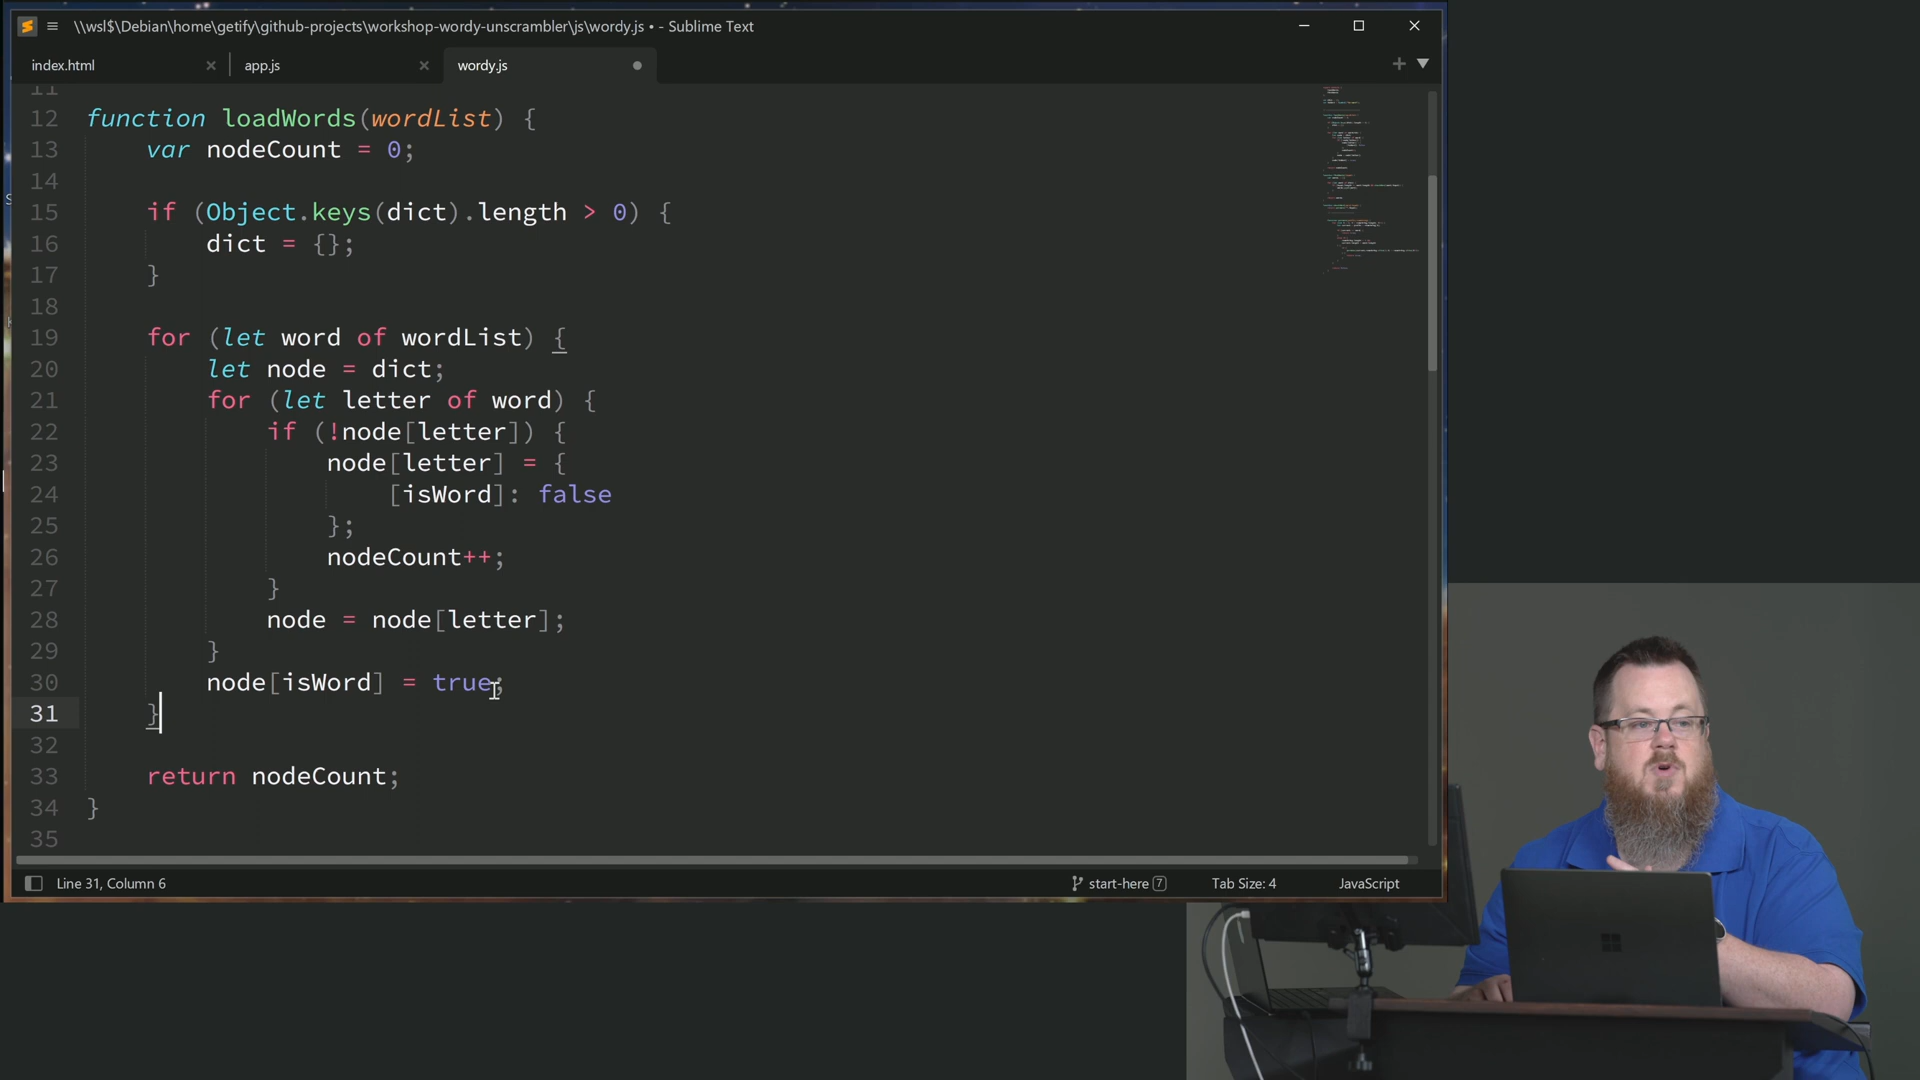 \\wsl$\Debian\home\getify\github-projects\workshop-wordy-unscrambler\js\wordy.js • - Sublime Text
index.html
app.js
wordy.js
11
12 function loadWords(wordList) {
13 var nodeCount = 0;
14
15 if (Object.keys(dict).length > 0) {
16 dict = {};
17 }
18
19 for (let word of wordList) {
20 let node = dict;
21 for (let letter of word) {
22 if (!node[letter]) {
23 node[letter] = {
24 [isWord]: false
25 };
26 nodeCount++;
27 }
28 node = node[letter];
29 }
30 node[isWord] = true;
31 }
32
33 return nodeCount;
34 }
35
Line 31, Column 6
start-here 7
Tab Size: 4
JavaScript